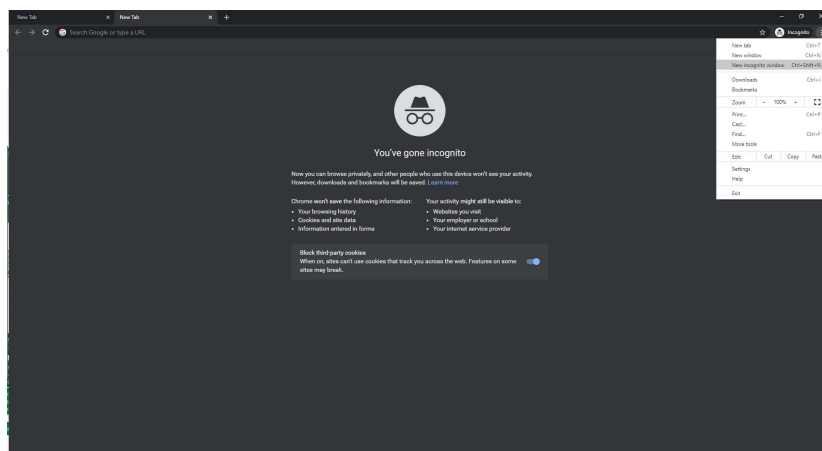 New Tab New Tab
Search Google or type a URL
Incognito
New tab Ctrl+T
New window Ctrl+N
New incognito window Ctrl+Shift+N
Downloads Ctrl+J
Bookmarks
Zoom - 100% +
Print... Ctrl+P
Cast...
Find... Ctrl+F
More tools
Edit Cut Copy Past
Settings
Help
Exit
You've gone incognito
Now you can browse privately, and other people who use this device won't see your activity.
However, downloads and bookmarks will be saved. Learn more
Chrome won't save the following information:
• Your browsing history
• Cookies and site data
• Information entered in forms
Your activity might still be visible to:
• Websites you visit
• Your employer or school
• Your internet service provider
Block third-party cookies
When on, sites can't use cookies that track you across the web. Features on some
sites may break.